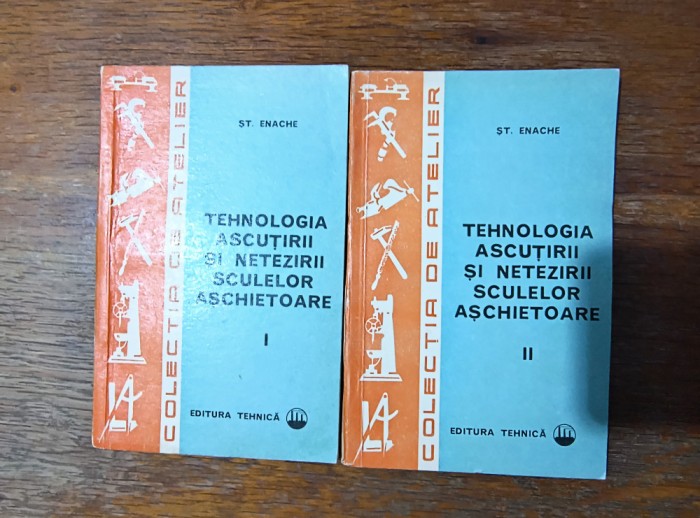 COLECȚIA DE ATELIER
ȘT. ENACHE
TEHNOLOGIA
ASCUȚIRII
ȘI NETEZIRII
SCULELOR
AȘCHIETOARE
I
EDITURA TEHNICĂ
COLECȚIA DE ATELIER
ȘT. ENACHE
TEHNOLOGIA
ASCUȚIRII
ȘI NETEZIRII
SCULELOR
AȘCHIETOARE
II
EDITURA TEHNICĂ